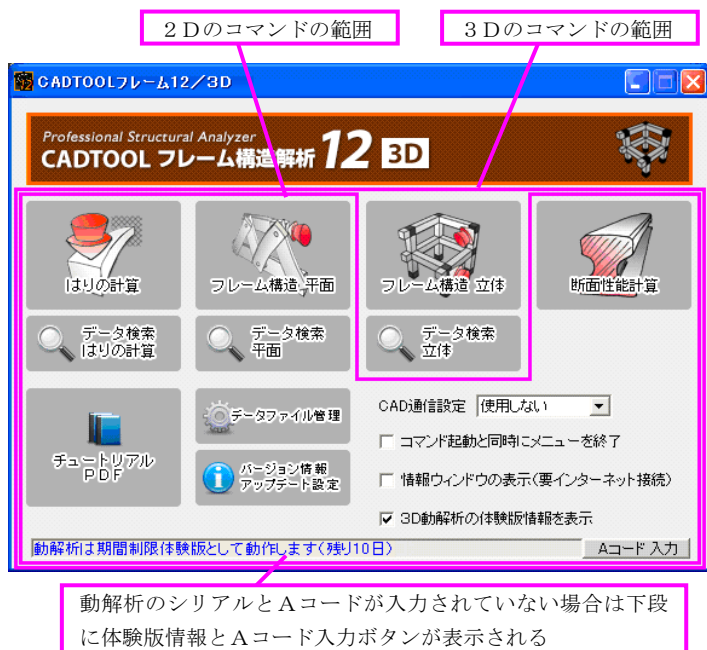 ２Ｄのコマンドの範囲
３Ｄのコマンドの範囲
CADTOOLフレーム12／3D
Professional Structural Analyzer
CADTOOL フレーム構造解析 12 3D
はりの計算
フレーム構造 平面
フレーム構造 立体
断面性能計算
データ検索
はりの計算
データ検索
平面
データ検索
立体
チュートリアル
PDF
データファイル管理
バージョン情報
アップデート設定
CAD通信設定 使用しない
コマンド起動と同時にメニューを終了
情報ウィンドウの表示(要インターネット接続)
3D動解析の体験版情報を表示
動解析は期間制限体験版として動作します(残り10日)
Aコード 入力
動解析のシリアルとＡコードが入力されていない場合は下段
に体験版情報とＡコード入力ボタンが表示される